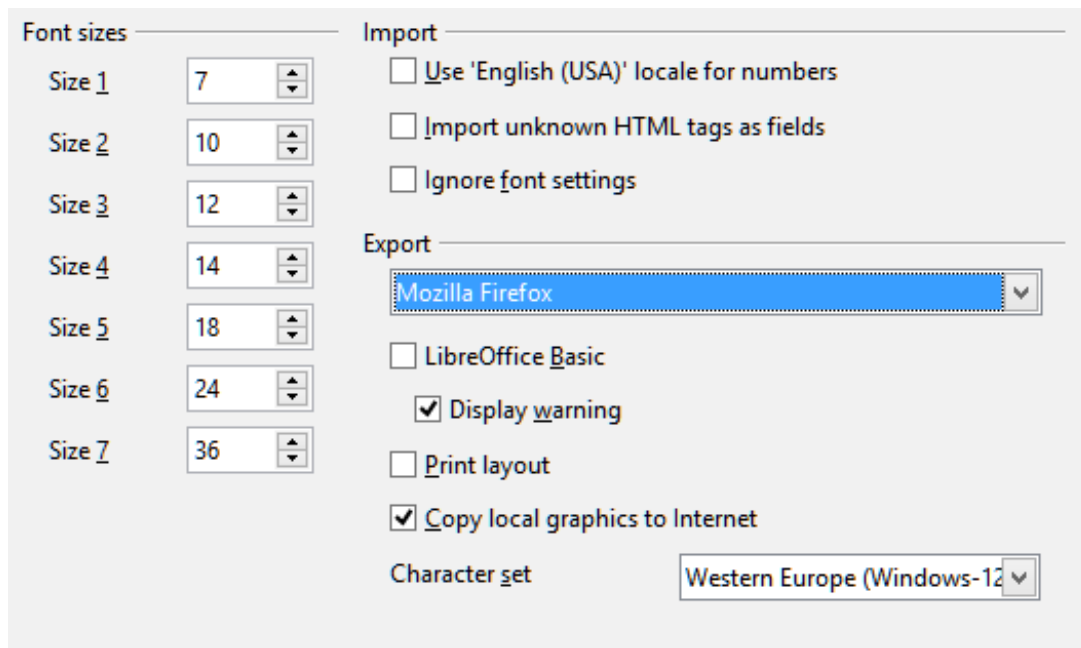 Font sizes
Size 1 7
Size 2 10
Size 3 12
Size 4 14
Size 5 18
Size 6 24
Size 7 36
Import
Use 'English (USA)' locale for numbers
Import unknown HTML tags as fields
Ignore font settings
Export
Mozilla Firefox
LibreOffice Basic
Display warning
Print layout
Copy local graphics to Internet
Character set Western Europe (Windows-12